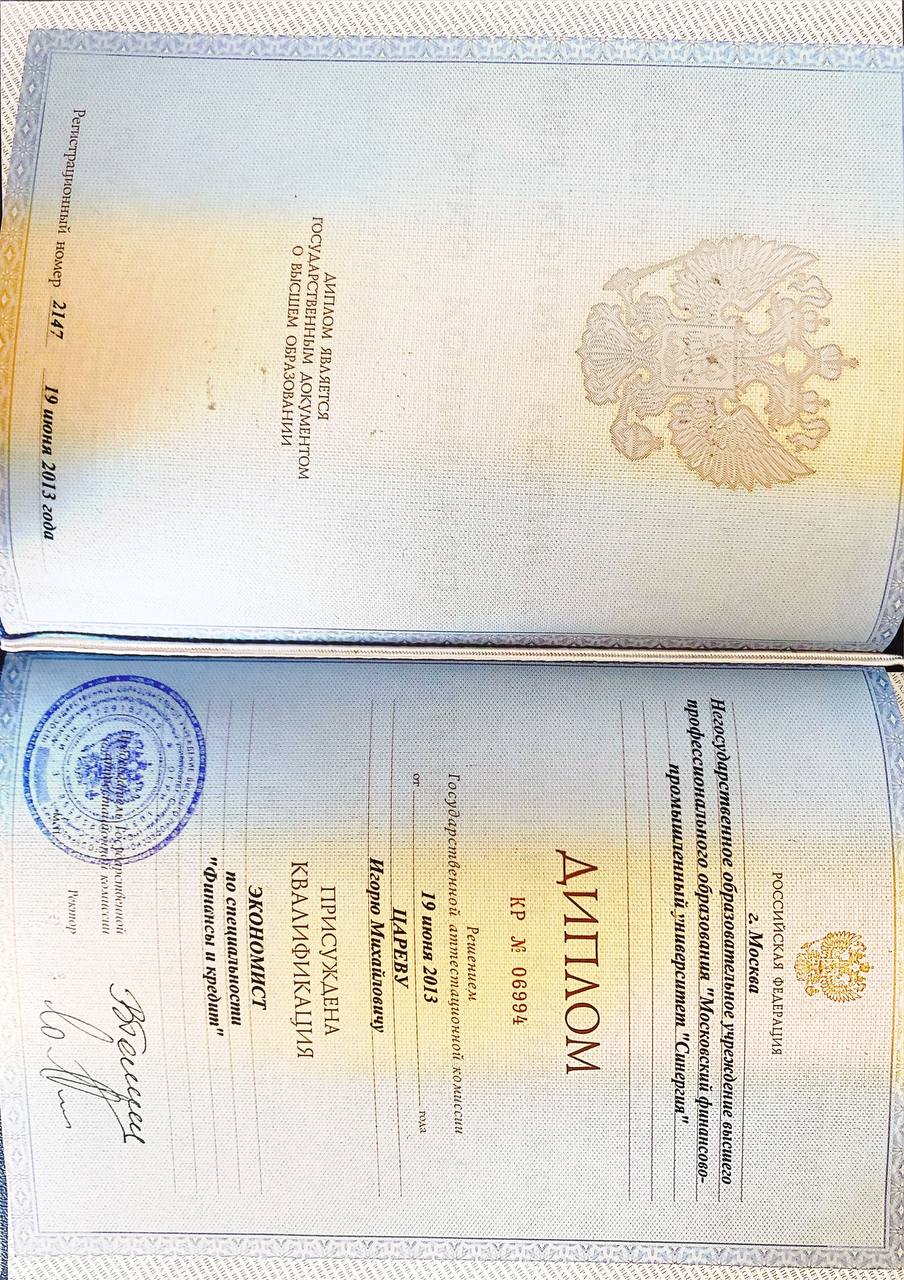 ДИПЛОМ ЯВЛЯЕТСЯ
ГОСУДАРСТВЕННЫМ ДОКУМЕНТОМ
О ВЫСШЕМ ОБРАЗОВАНИИ
Регистрационный номер 2147 19 июня 2013 года
РОССИЙСКАЯ ФЕДЕРАЦИЯ
г. Москва
Негосударственное образовательное учреждение высшего
профессионального образования "Московский финансово-
промышленный университет "Синергия"
ДИПЛОМ
КР № 06994
Решением
Государственной аттестационной комиссии
от 19 июня 2013 года
ЦАРЕВУ
Игорю Михайловичу
ПРИСУЖДЕНА
КВАЛИФИКАЦИЯ
ЭКОНОМИСТ
по специальности
"Финансы и кредит"
Председатель Государственной
аттестационной комиссии
Ректор
М.П.